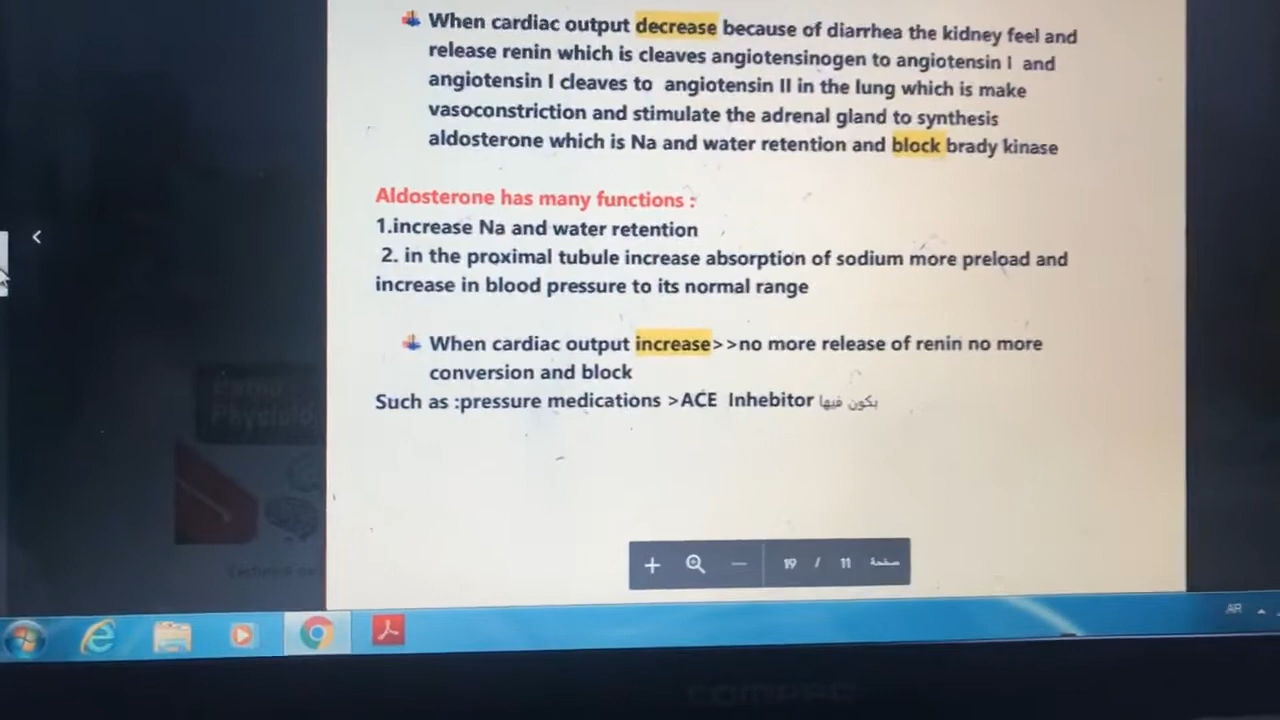 When cardiac output decrease because of diarrhea the kidney feel and
release renin which is cleaves angiotensinogen to angiotensin I and
angiotensin I cleaves to angiotensin II in the lung which is make
vasoconstriction and stimulate the adrenal gland to synthesis
aldosterone which is Na and water retention and block brady kinase
Aldosterone has many functions :
1.increase Na and water retention
2. in the proximal tubule increase absorption of sodium more preload and
increase in blood pressure to its normal range
When cardiac output increase>>no more release of renin no more
conversion and block
Such as :pressure medications >ACE Inhebitor بكون فيها
صفحة 11 / 19
AR